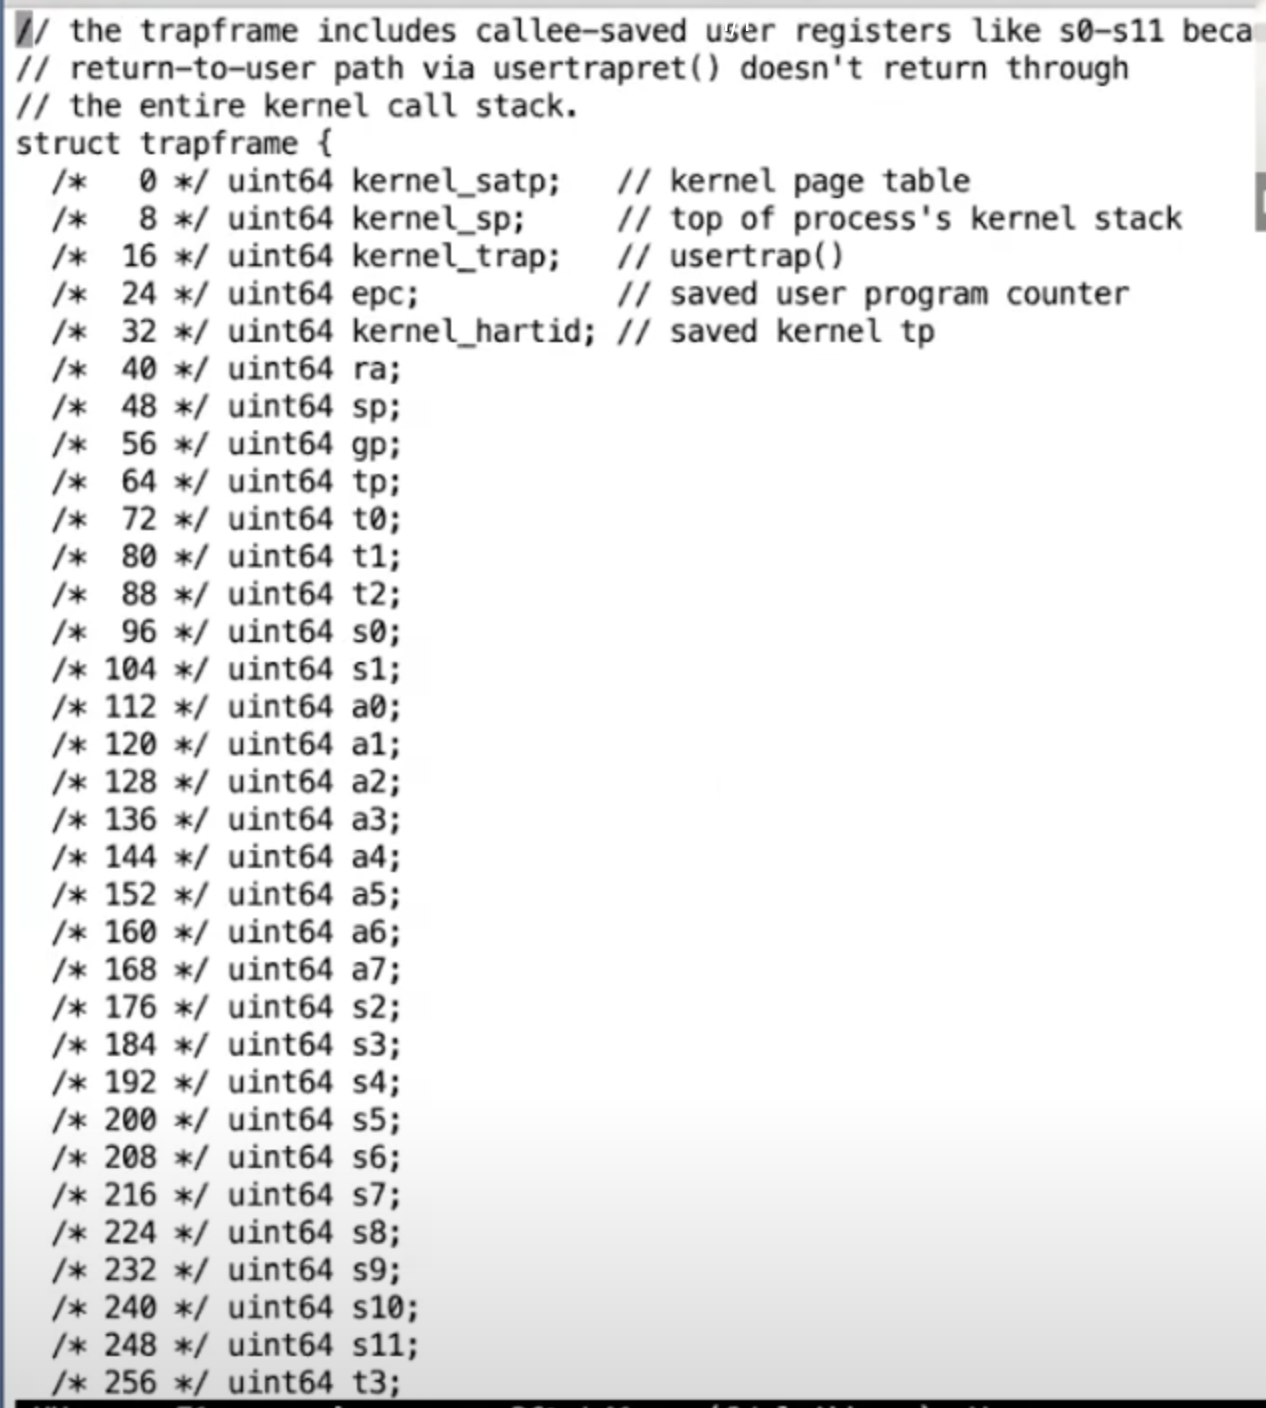 // the trapframe includes callee-saved user registers like s0-s11 beca
// return-to-user path via usertrapret() doesn't return through
// the entire kernel call stack.
struct trapframe {
  /*   0 */ uint64 kernel_satp;   // kernel page table
  /*   8 */ uint64 kernel_sp;     // top of process's kernel stack
  /*  16 */ uint64 kernel_trap;   // usertrap()
  /*  24 */ uint64 epc;           // saved user program counter
  /*  32 */ uint64 kernel_hartid; // saved kernel tp
  /*  40 */ uint64 ra;
  /*  48 */ uint64 sp;
  /*  56 */ uint64 gp;
  /*  64 */ uint64 tp;
  /*  72 */ uint64 t0;
  /*  80 */ uint64 t1;
  /*  88 */ uint64 t2;
  /*  96 */ uint64 s0;
  /* 104 */ uint64 s1;
  /* 112 */ uint64 a0;
  /* 120 */ uint64 a1;
  /* 128 */ uint64 a2;
  /* 136 */ uint64 a3;
  /* 144 */ uint64 a4;
  /* 152 */ uint64 a5;
  /* 160 */ uint64 a6;
  /* 168 */ uint64 a7;
  /* 176 */ uint64 s2;
  /* 184 */ uint64 s3;
  /* 192 */ uint64 s4;
  /* 200 */ uint64 s5;
  /* 208 */ uint64 s6;
  /* 216 */ uint64 s7;
  /* 224 */ uint64 s8;
  /* 232 */ uint64 s9;
  /* 240 */ uint64 s10;
  /* 248 */ uint64 s11;
  /* 256 */ uint64 t3;